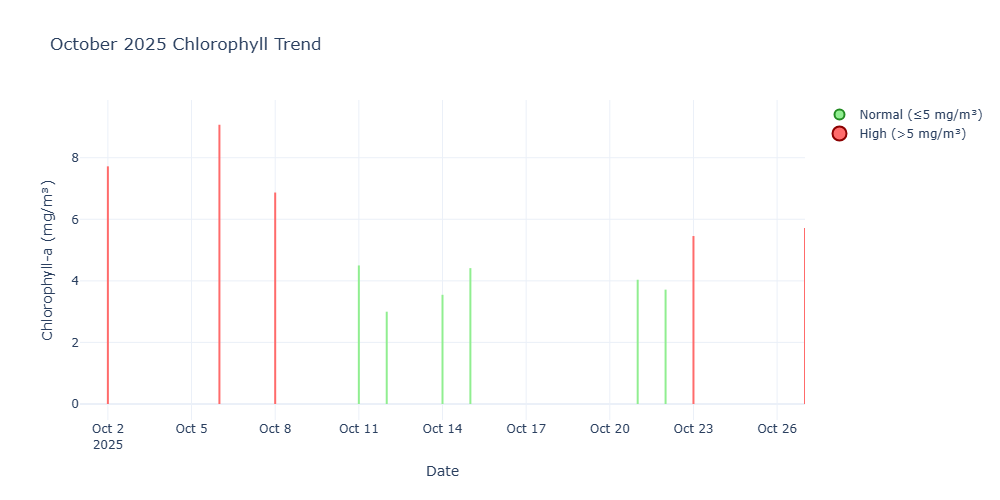 October 2025 Chlorophyll Trend
Normal (≤5 mg/m³)
High (>5 mg/m³)
Chlorophyll-a (mg/m³)
8
6
4
2
0
Oct 2 Oct 5 Oct 8 Oct 11 Oct 14 Oct 17 Oct 20 Oct 23 Oct 26
2025
Date